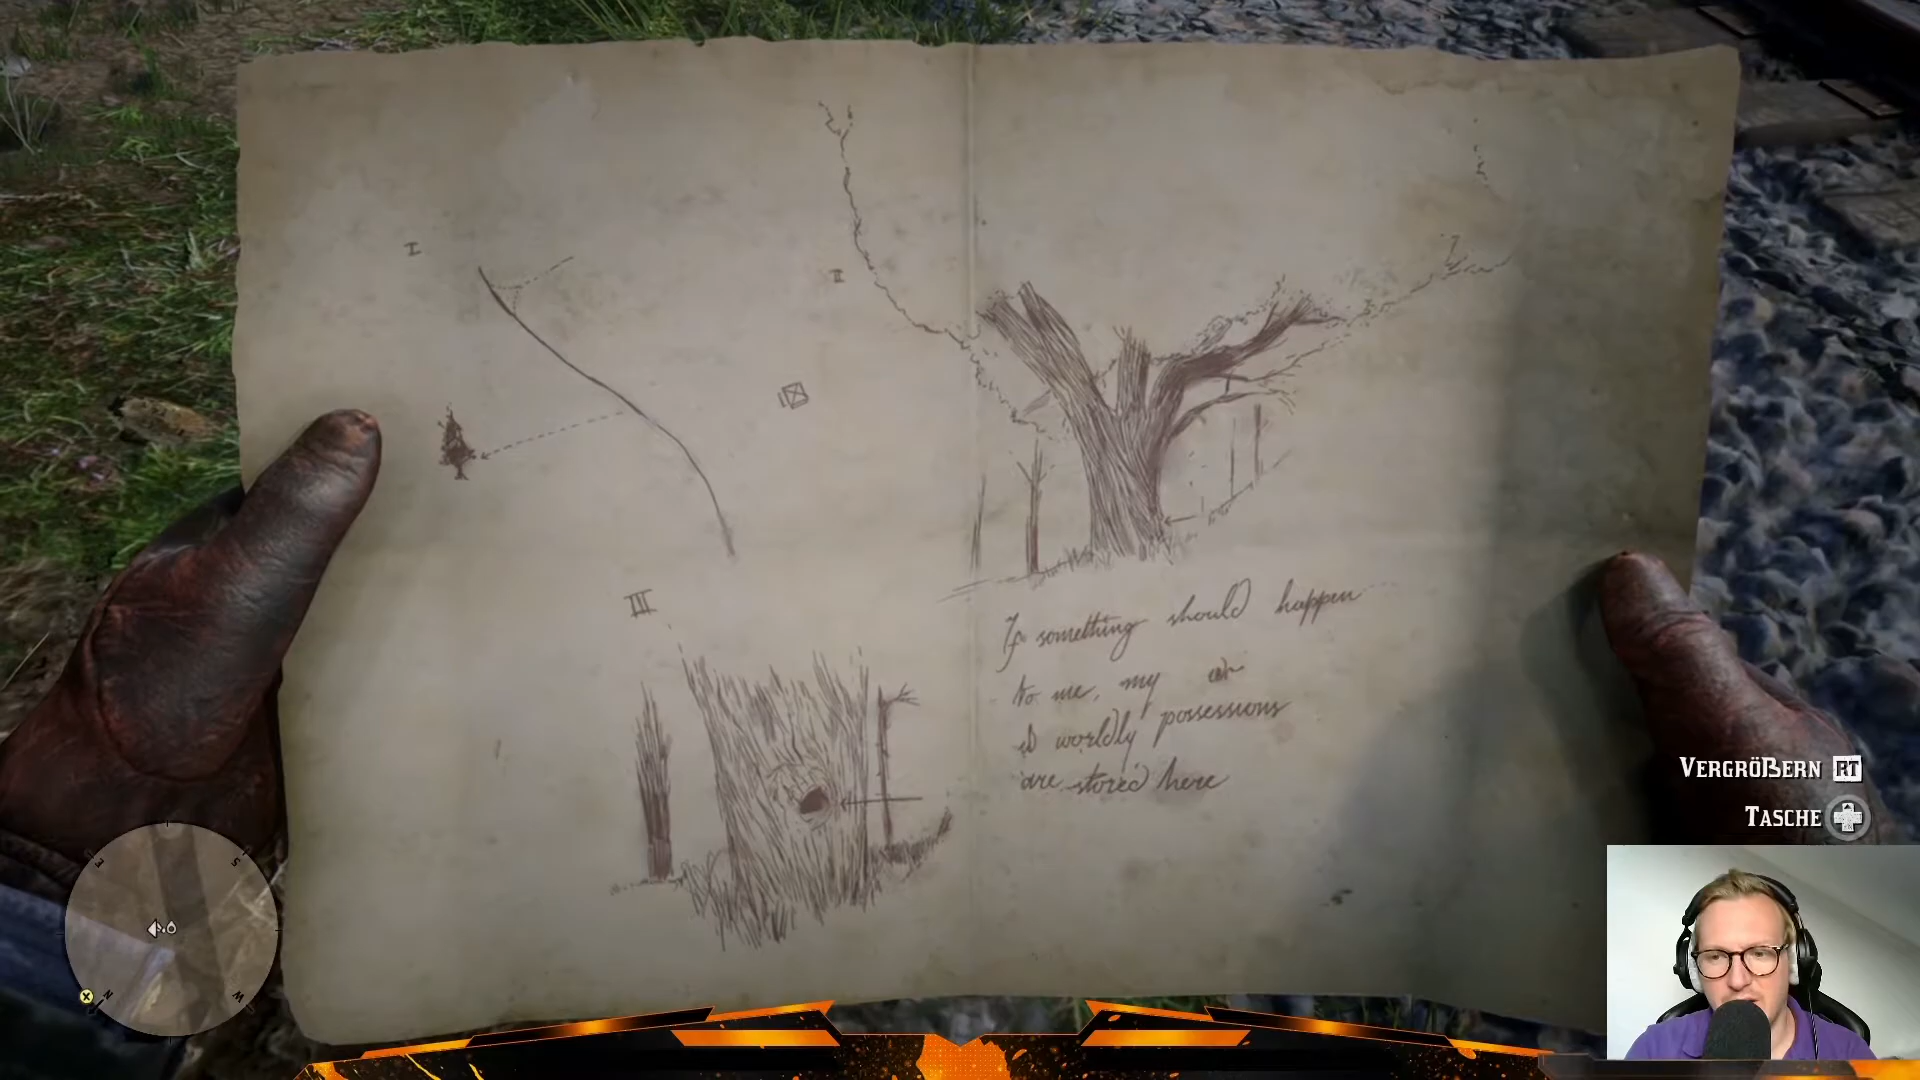 I
II
III
If something should happen
to me, my
worldly possessions
are stored here
VERGRÖẞERN RT
TASCHE
E
S
N
W
X